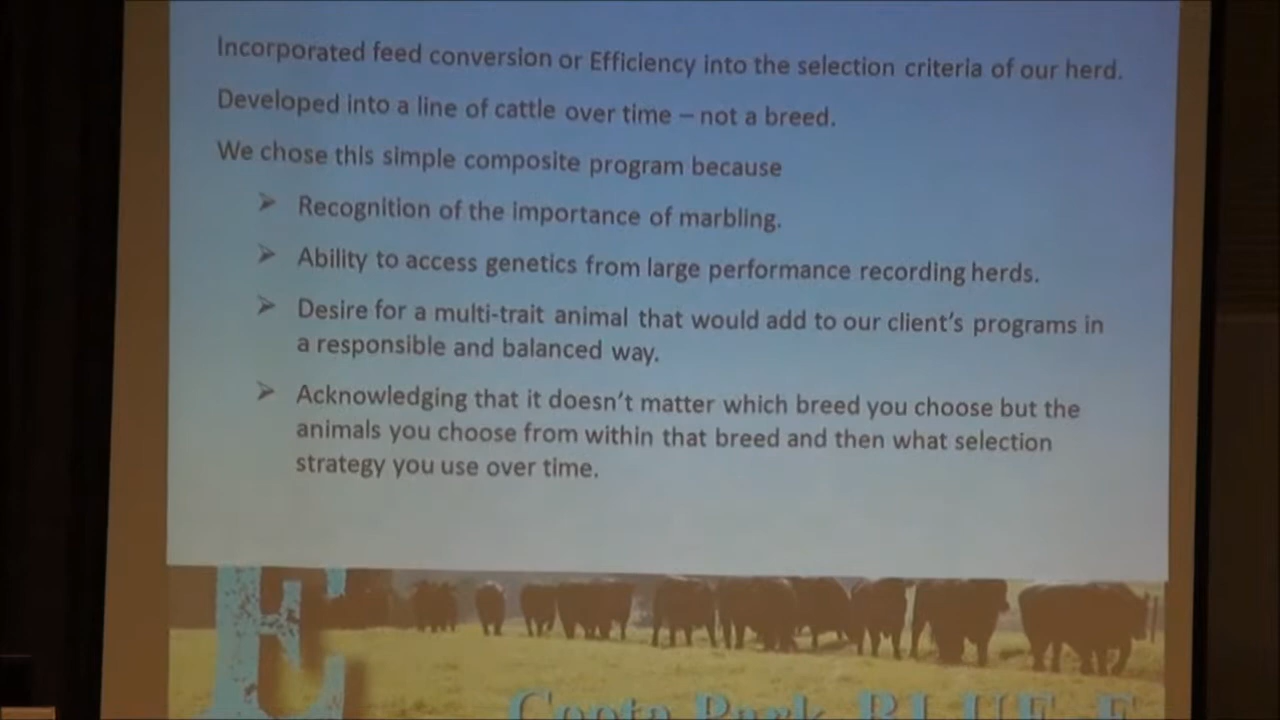 Incorporated feed conversion or Efficiency into the selection criteria of our herd.
Developed into a line of cattle over time – not a breed.
We chose this simple composite program because
Recognition of the importance of marbling.
Ability to access genetics from large performance recording herds.
Desire for a multi-trait animal that would add to our client's programs in
a responsible and balanced way.
Acknowledging that it doesn't matter which breed you choose but the
animals you choose from within that breed and then what selection
strategy you use over time.
E
Park BLUE E